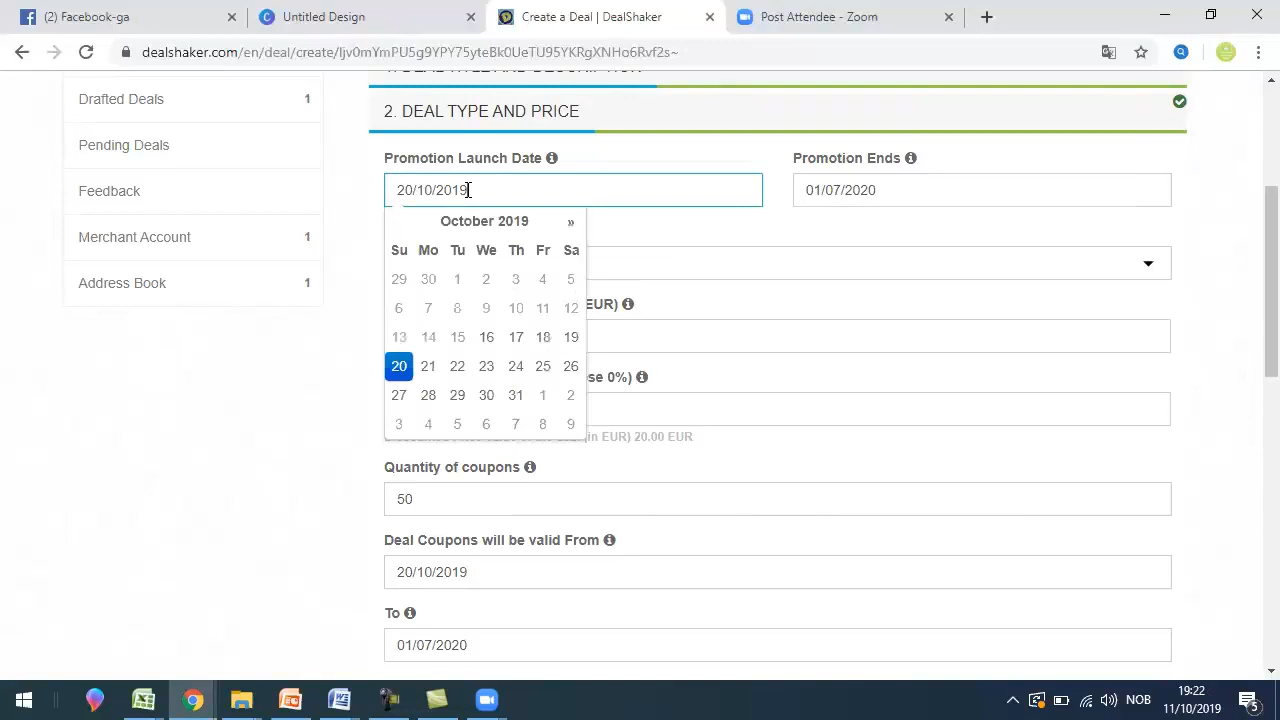 (2) Facebook-ga
Untitled Design
Create a Deal | DealShaker
Post Attendee - Zoom
2. DEAL TYPE AND PRICE
Drafted Deals 1
Pending Deals
Feedback
Merchant Account 1
Address Book 1
Promotion Launch Date
Promotion Ends
20/10/2019
01/07/2020
October 2019 »
Su Mo Tu We Th Fr Sa
29 30 1 2 3 4 5
6 7 8 9 10 11 12
13 14 15 16 17 18 19
20 21 22 23 24 25 26
27 28 29 30 31 1 2
3 4 5 6 7 8 9
EUR)
se 0%)
in EUR) 20.00 EUR
Quantity of coupons
50
Deal Coupons will be valid From
20/10/2019
To
01/07/2020
NOB
19:22
11/10/2019
5